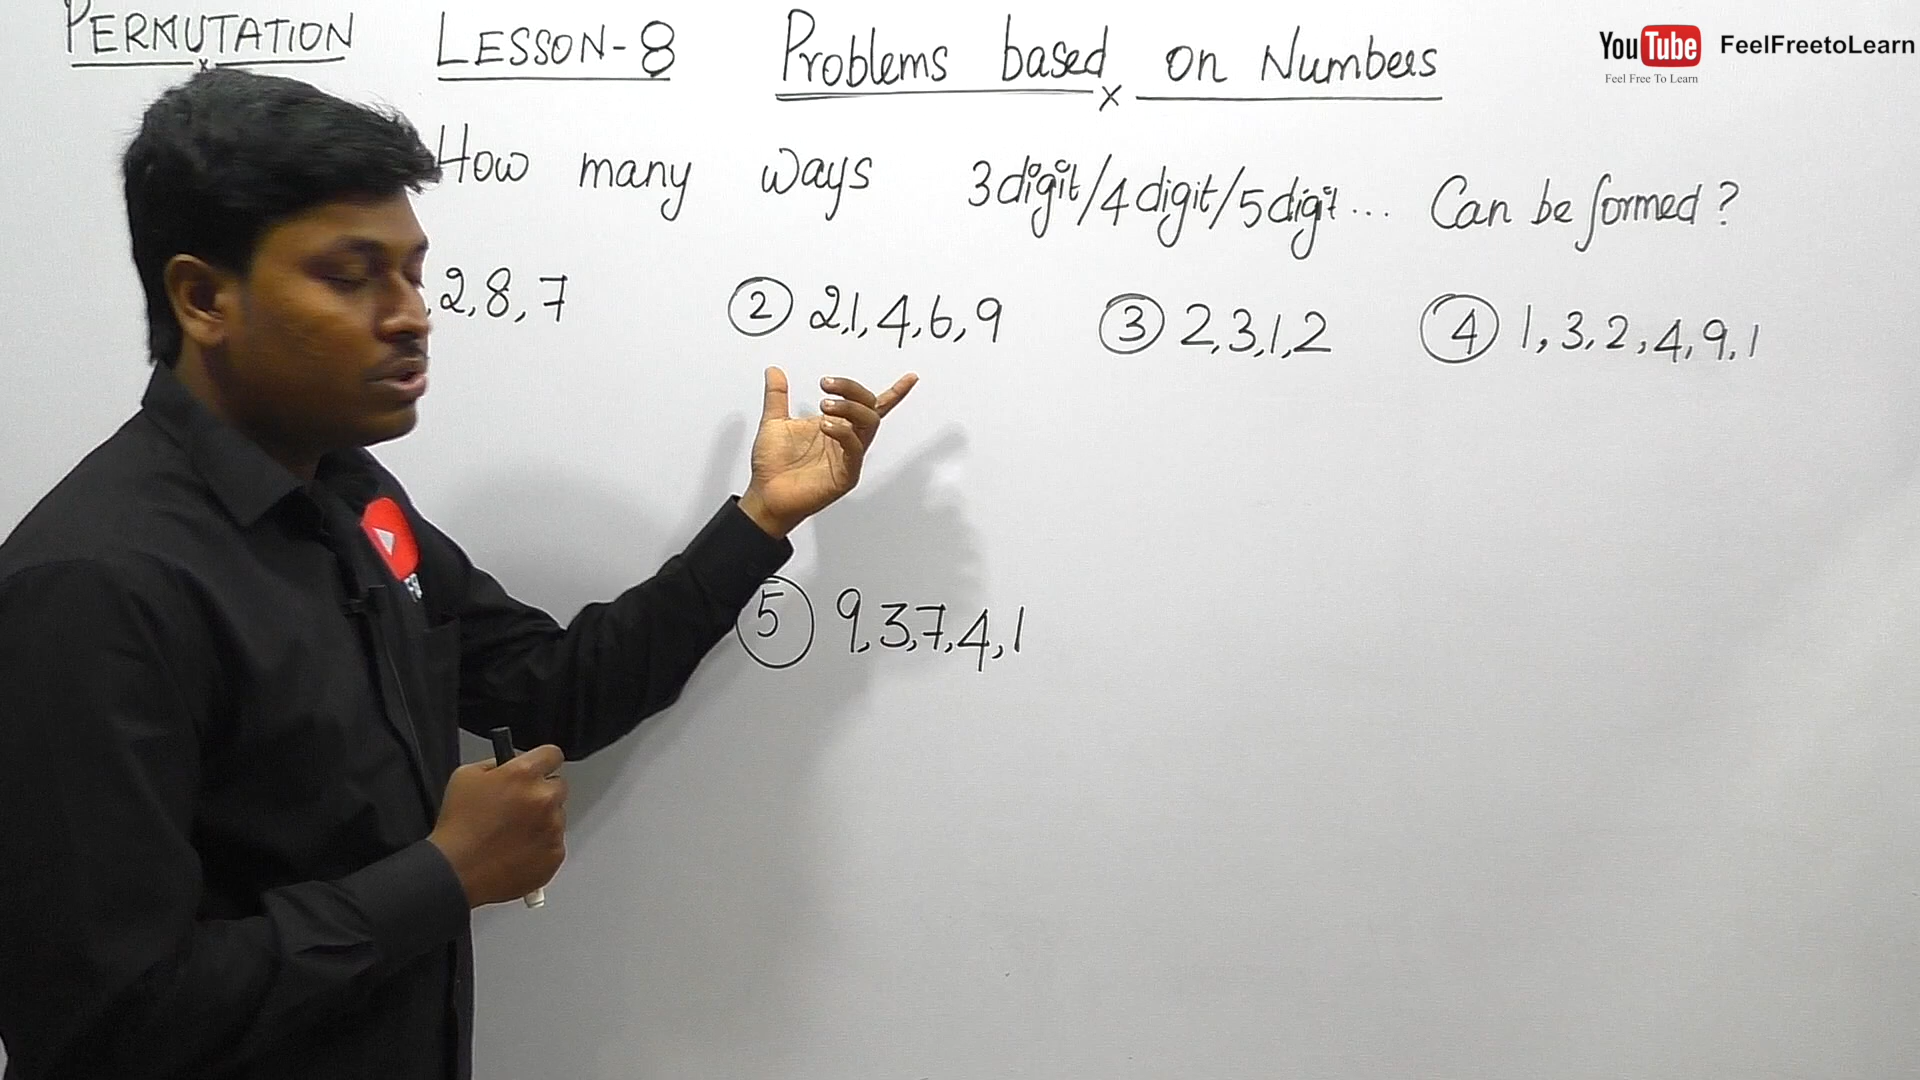 PERMUTATION LESSON-8 Problems based on Numbers
YouTube FeelFreetoLearn
Feel Free To Learn
How many ways 3digit/4digit/5digit... Can be formed?
,2,8,7 ② 2,1,4,6,9 ③ 2,3,1,2 ④ 1,3,2,4,9,1
⑤ 9,3,7,4,1